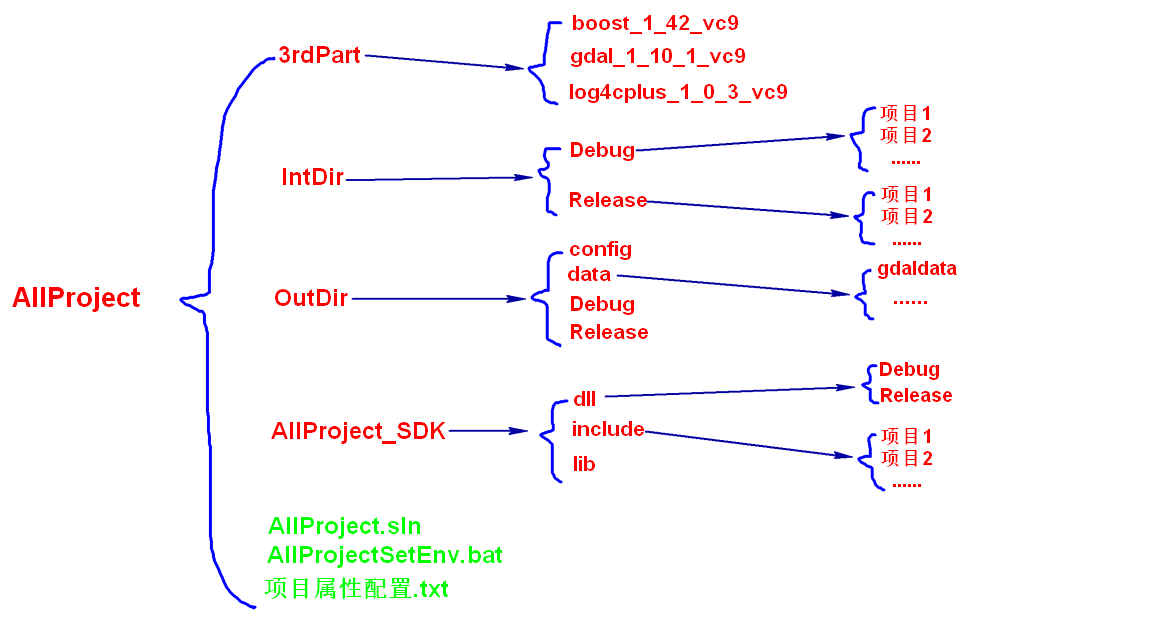 AllProject
3rdPart
boost_1_42_vc9
gdal_1_10_1_vc9
log4cplus_1_0_3_vc9
IntDir
Debug
项目1
项目2
......
Release
项目1
项目2
......
OutDir
config
data
gdaldata
......
Debug
Release
AllProject_SDK
dll
Debug
Release
include
项目1
项目2
......
lib
AllProject.sln
AllProjectSetEnv.bat
项目属性配置.txt